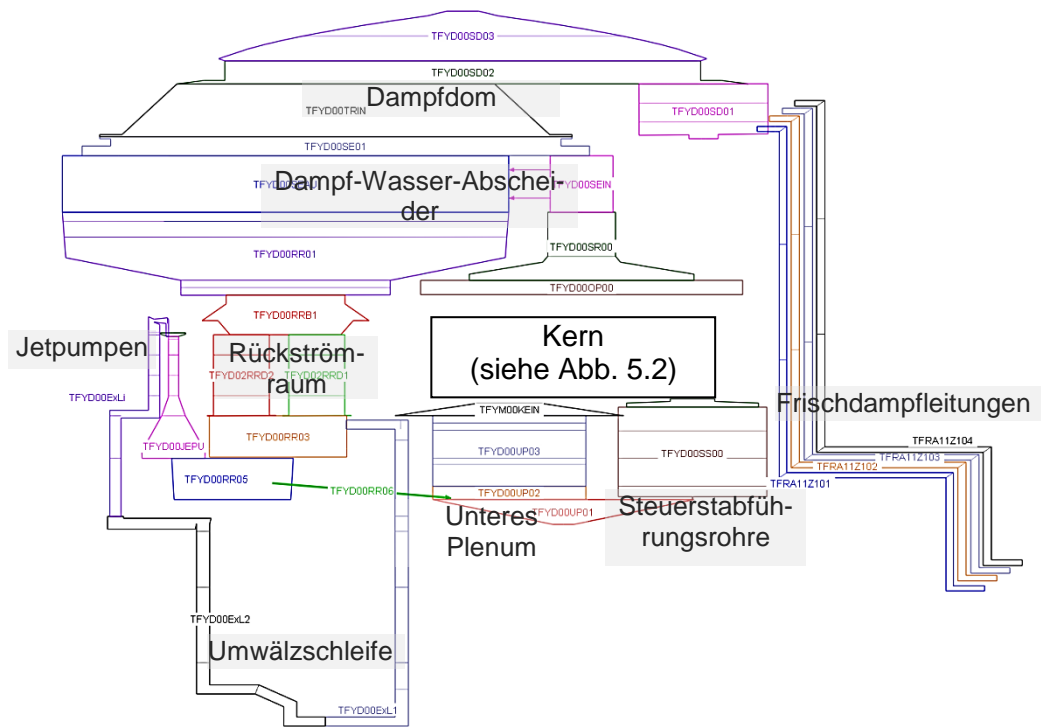 TFYD00SD03
TFYD00SD02
Dampfdom
TFYD00TRIN
TFYD00SD01
TFYD00SE01
Dampf-Wasser-Abschei-
der
TFYD00SEIN
TFYD00SR00
TFYD00RR01
TFYD00OP00
TFYD00RRB1
Kern
(siehe Abb. 5.2)
Jetpumpen
Rückström-
raum
TFYD02RRD2
TFYD02RRD1
TFYD00ExLi
TFYM00KEIN
Frischdampfleitungen
TFYD00JEPU
TFYD00RR03
TFYD00UP03
TFYD00SS00
TFRA11Z104
TFRA11Z103
TFRA11Z102
TFRA11Z101
TFYD00RR05
TFYD00RR06
TFYD00UP02
TFYD00UP01
Unteres
Plenum
Steuerstabfüh-
rungsrohre
TFYD00ExL2
Umwälzschleife
TFYD00ExL1